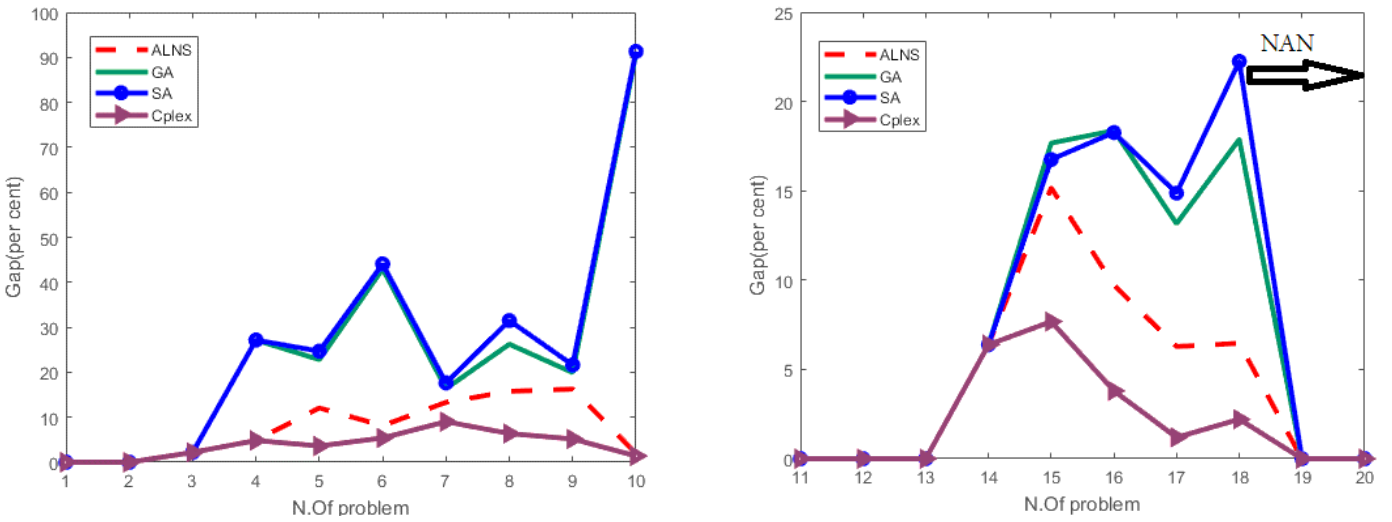 100
90
80
70
60
50
40
30
20
10
0
Gap(per cent)
ALNS
GA
SA
Cplex
1 2 3 4 5 6 7 8 9 10
N.Of problem
25
20
15
10
5
0
Gap(per cent)
ALNS
GA
SA
Cplex
NAN
11 12 13 14 15 16 17 18 19 20
N.Of problem